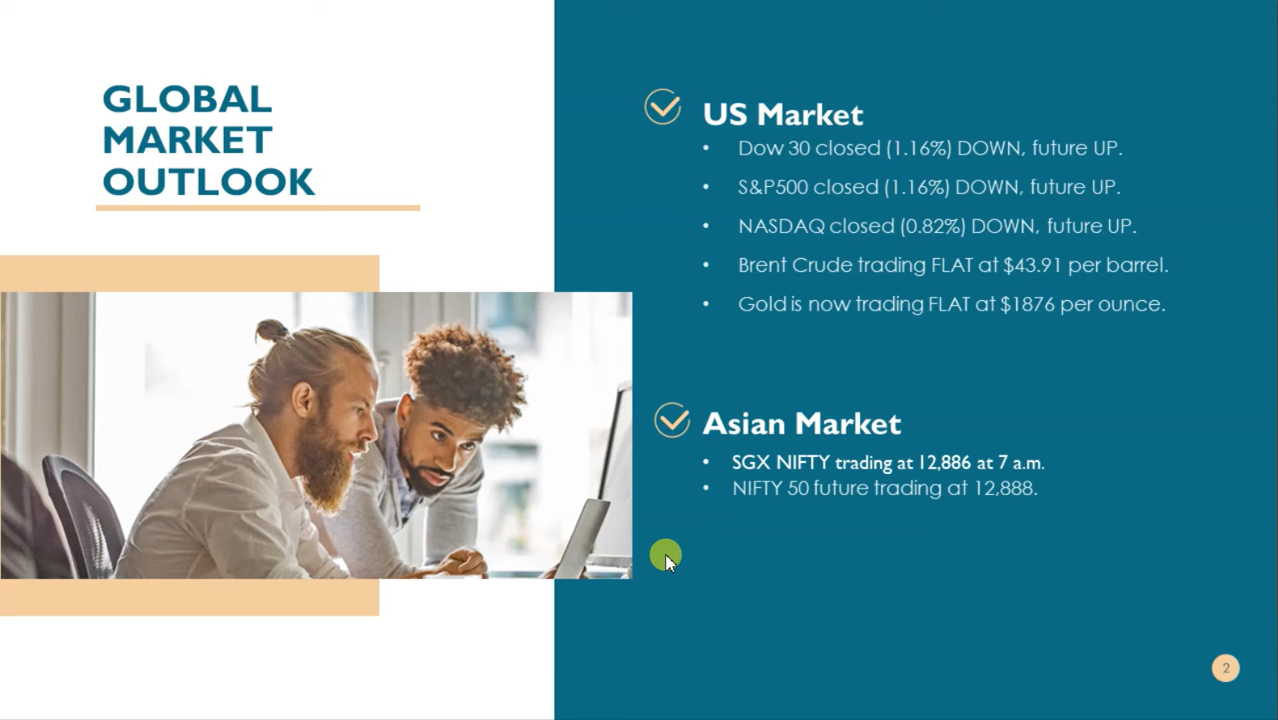 GLOBAL
MARKET
OUTLOOK
US Market
• Dow 30 closed (1.16%) DOWN, future UP.
• S&P500 closed (1.16%) DOWN, future UP.
• NASDAQ closed (0.82%) DOWN, future UP.
• Brent Crude trading FLAT at $43.91 per barrel.
• Gold is now trading FLAT at $1876 per ounce.
Asian Market
• SGX NIFTY trading at 12,886 at 7 a.m.
• NIFTY 50 future trading at 12,888.
2